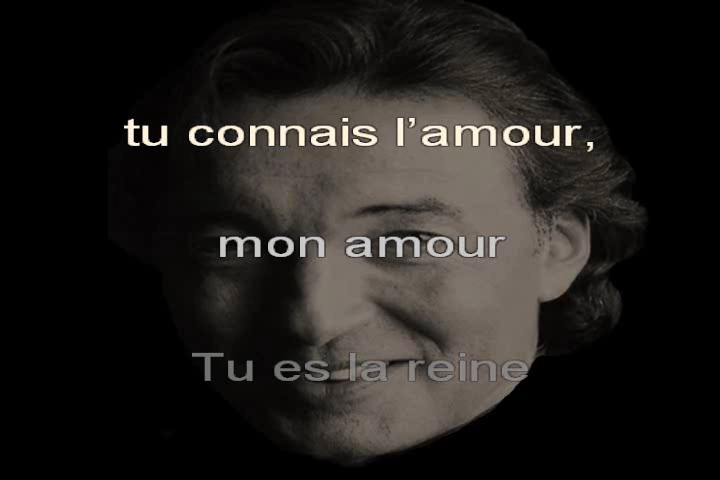 tu connais l’amour,
mon amour
Tu es la reine